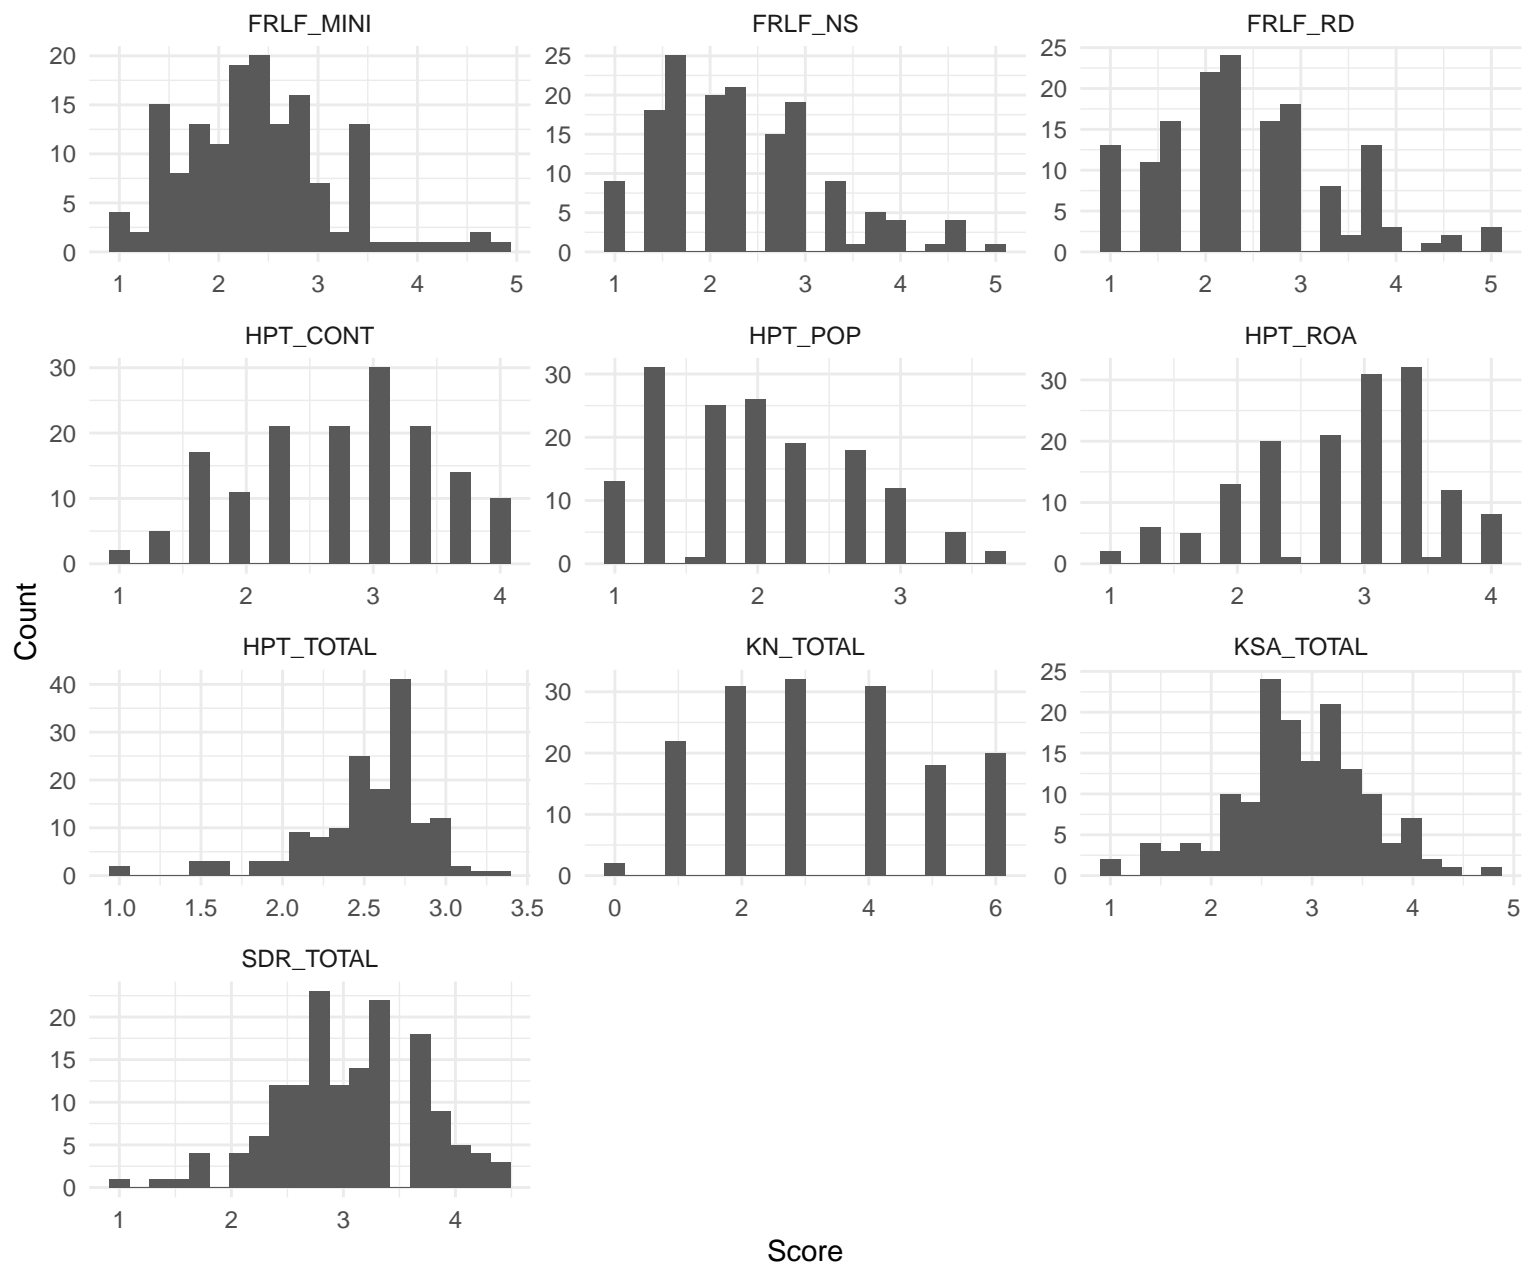 FRLF_MINI FRLF_NS FRLF_RD
20 15 10 5 0
25 20 15 10 5 0
25 20 15 10 5 0
1 2 3 4 5
1 2 3 4 5
1 2 3 4 5
HPT_CONT HPT_POP HPT_ROA
30 20 10 0
30 20 10 0
30 20 10 0
1 2 3 4
1 2 3
1 2 3 4
Count
HPT_TOTAL KN_TOTAL KSA_TOTAL
40 30 20 10 0
30 20 10 0
25 20 15 10 5 0
1.0 1.5 2.0 2.5 3.0 3.5
0 2 4 6
1 2 3 4 5
SDR_TOTAL
20 15 10 5 0
1 2 3 4
Score